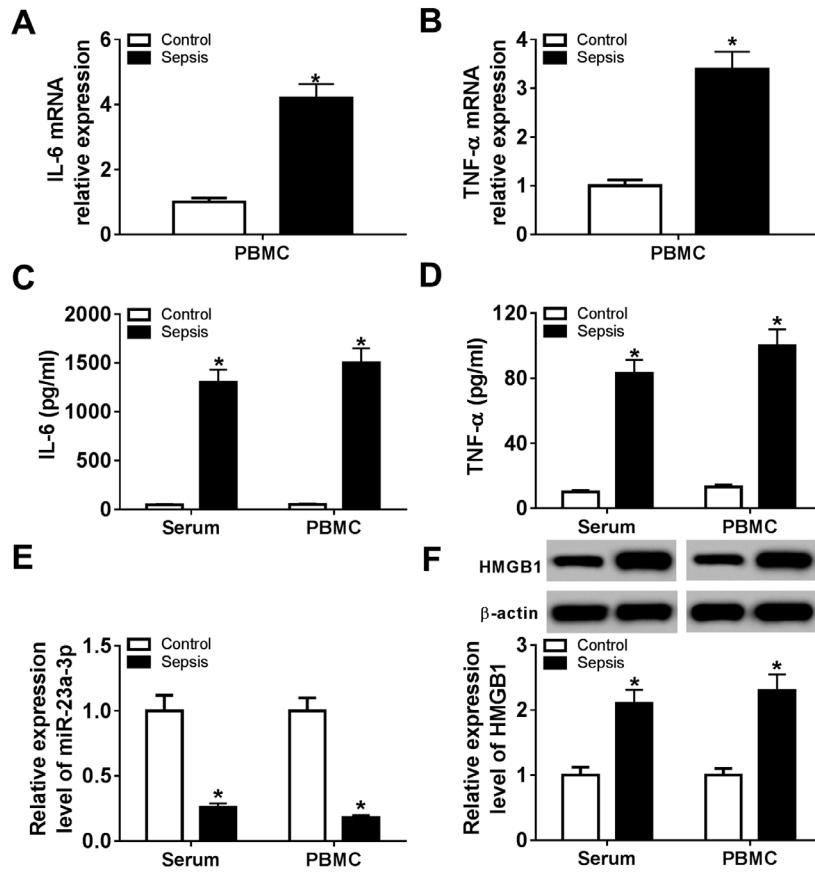 A
Control
Sepsis
IL-6 mRNA
relative expression
6
4
2
0
*
PBMC
B
Control
Sepsis
TNF-α mRNA
relative expression
4
3
2
1
0
*
PBMC
C
Control
Sepsis
IL-6 (pg/ml)
2000
1500
1000
500
0
*
*
Serum
PBMC
D
Control
Sepsis
TNF-α (pg/ml)
120
80
40
0
*
*
Serum
PBMC
E
Control
Sepsis
Relative expression
level of miR-23a-3p
1.5
1.0
0.5
0.0
*
*
Serum
PBMC
F
HMGB1
β-actin
Control
Sepsis
Relative expression
level of HMGB1
3
2
1
0
*
*
Serum
PBMC